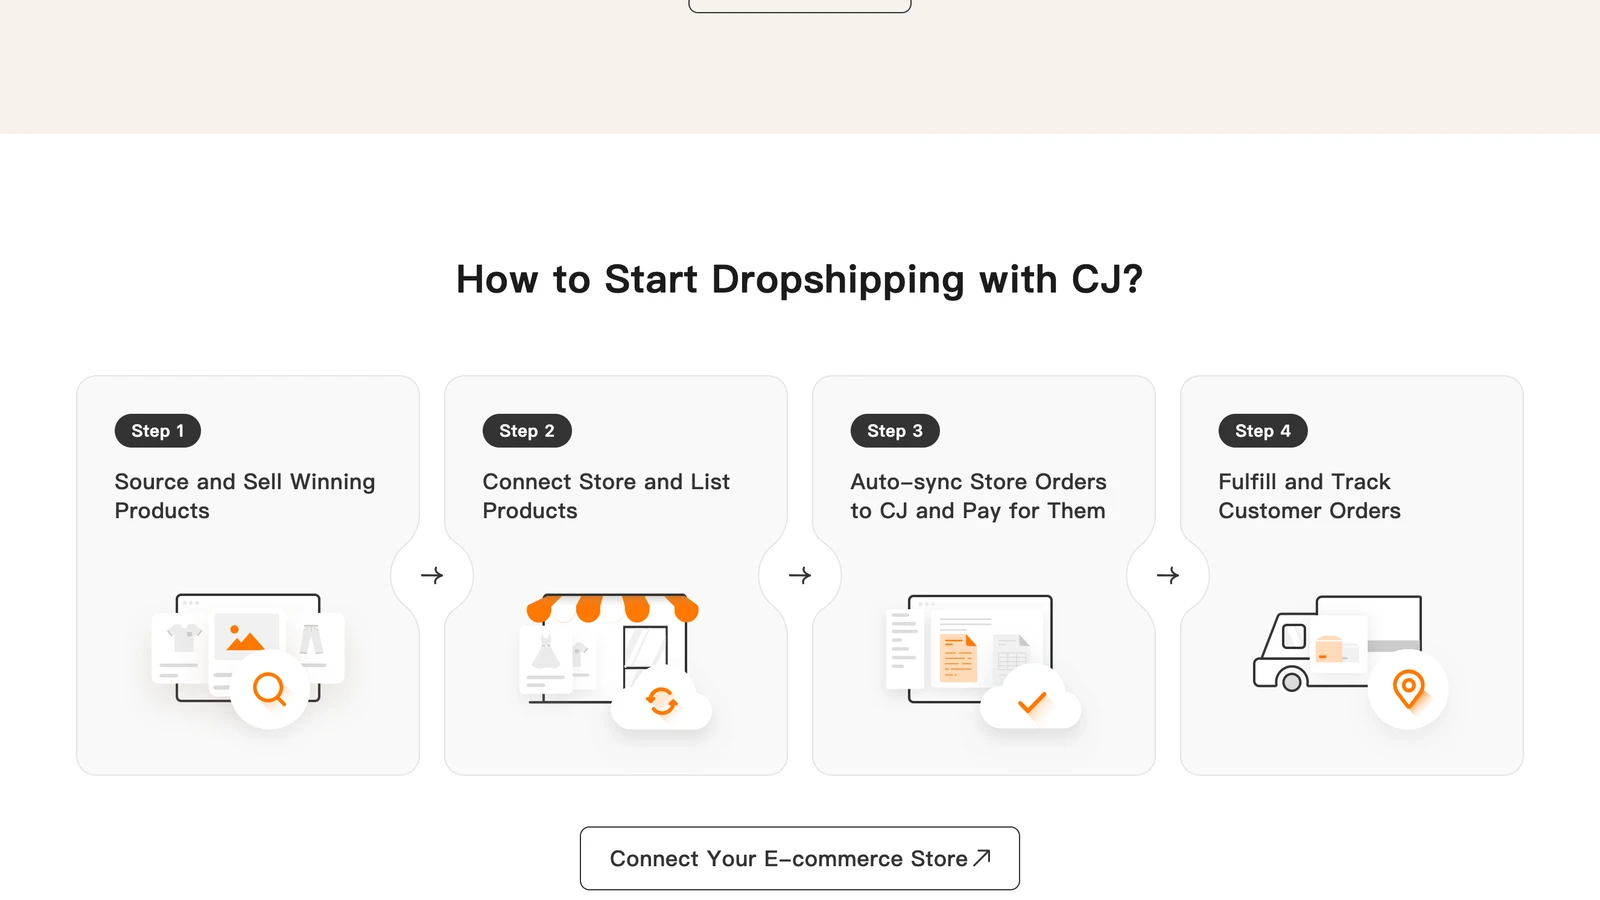 How to Start Dropshipping with CJ?
Step 1
Source and Sell Winning
Products
Step 2
Connect Store and List
Products
Step 3
Auto–sync Store Orders
to CJ and Pay for Them
Step 4
Fulfill and Track
Customer Orders
Connect Your E–commerce Store